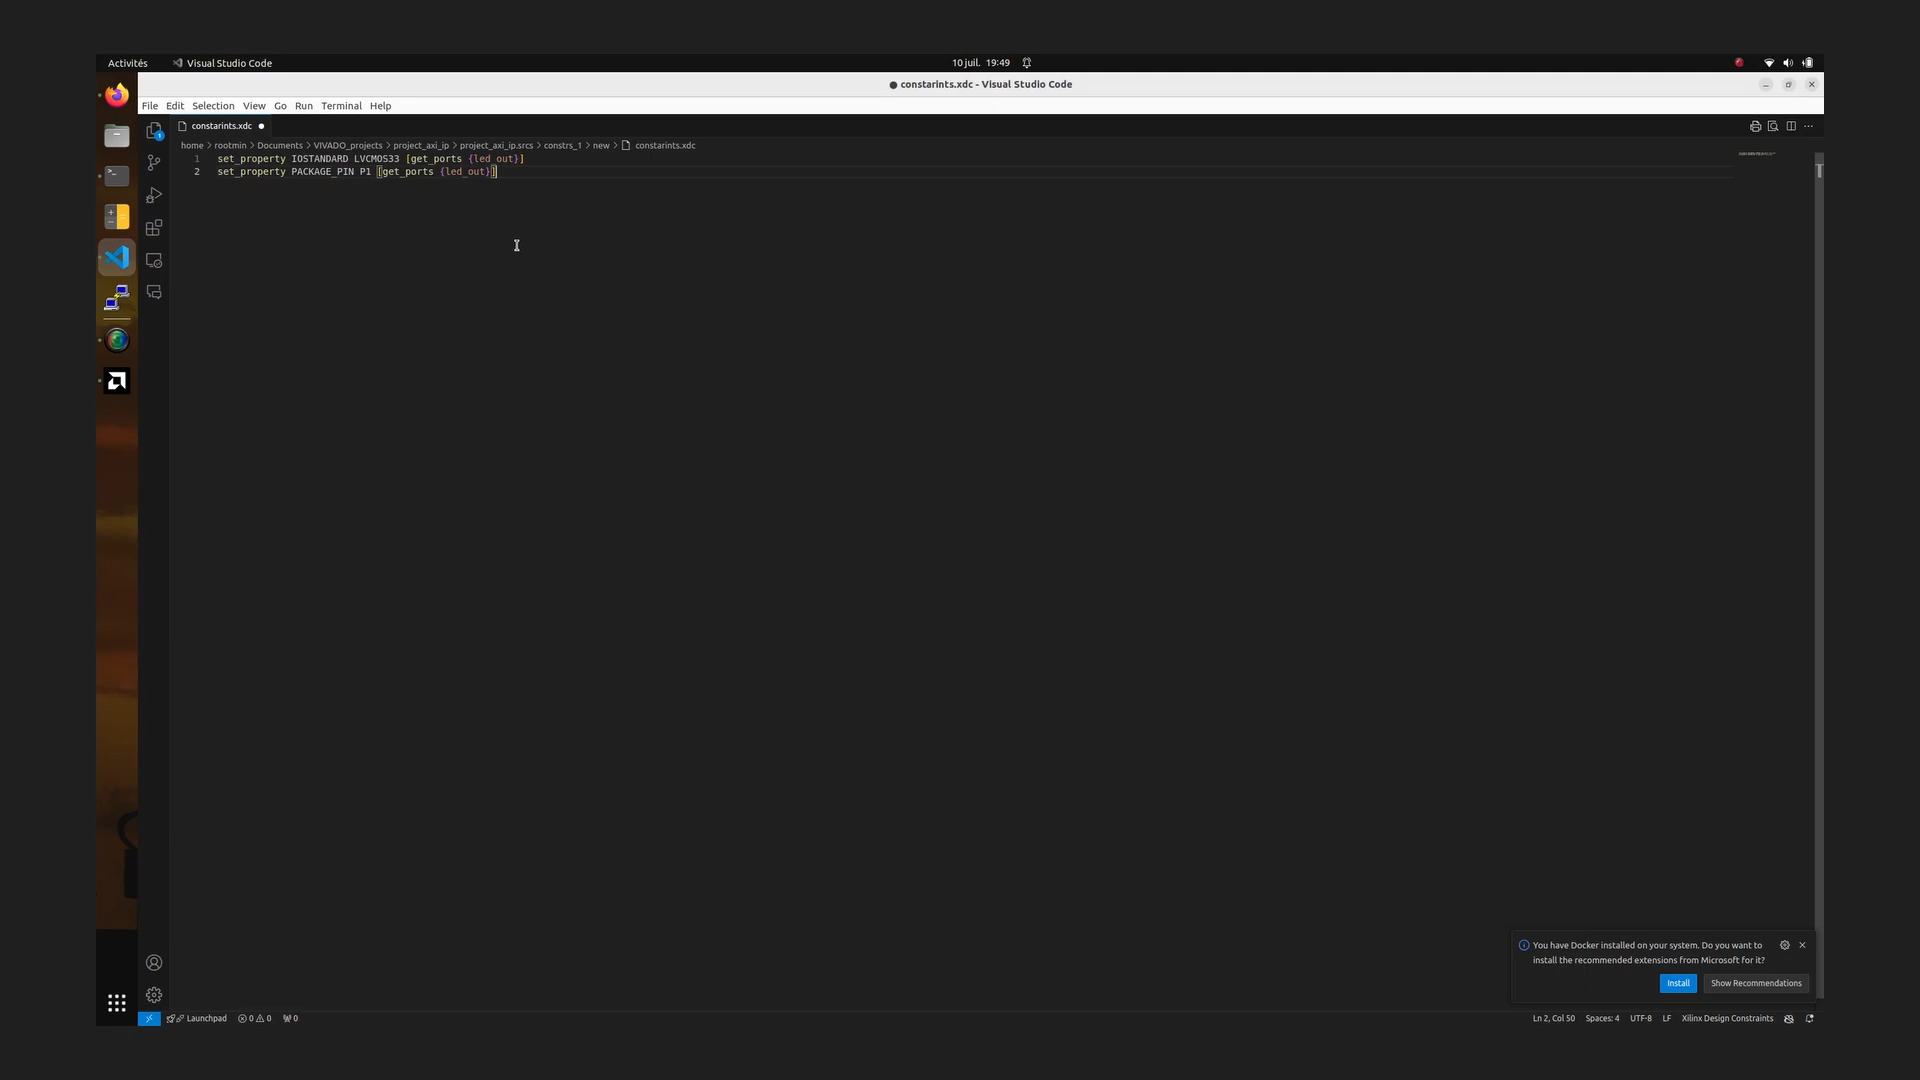 Activités
Visual Studio Code
10 juil. 19:49
● constarints.xdc - Visual Studio Code
File Edit Selection View Go Run Terminal Help
constarints.xdc ●
home > rootmin > Documents > VIVADO_projects > project_axi_ip > project_axi_ip.srcs > constrs_1 > new > constarints.xdc
1 set_property IOSTANDARD LVCMOS33 [get_ports {led_out}]
2 set_property PACKAGE_PIN P1 [get_ports {led_out}]
1
You have Docker installed on your system. Do you want to
install the recommended extensions from Microsoft for it?
Install Show Recommendations
Launchpad 0 0 0
Ln 2, Col 50 Spaces: 4 UTF-8 LF Xilinx Design Constraints